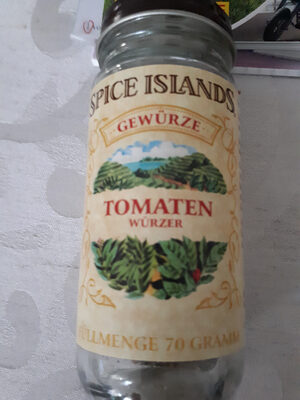 SPICE ISLANDS
GEWÜRZE
TOMATEN
WÜRZER
FÜLLMENGE 70 GRAMM